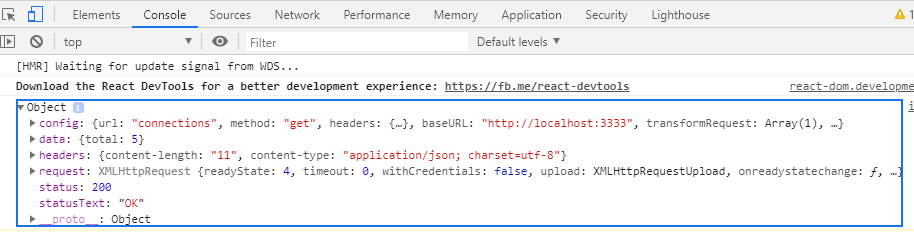 Elements Console Sources Network Performance Memory Application Security Lighthouse 1
top Filter Default levels
[HMR] Waiting for update signal from WDS...
Download the React DevTools for a better development experience: https://fb.me/react-devtools react-dom.developme
Object i
config: {url: "connections", method: "get", headers: {…}, baseURL: "http://localhost:3333", transformRequest: Array(1), …}
data: {total: 5}
headers: {content-length: "11", content-type: "application/json; charset=utf-8"}
request: XMLHttpRequest {readyState: 4, timeout: 0, withCredentials: false, upload: XMLHttpRequestUpload, onreadystatechange: ƒ, …}
status: 200
statusText: "OK"
__proto__: Object